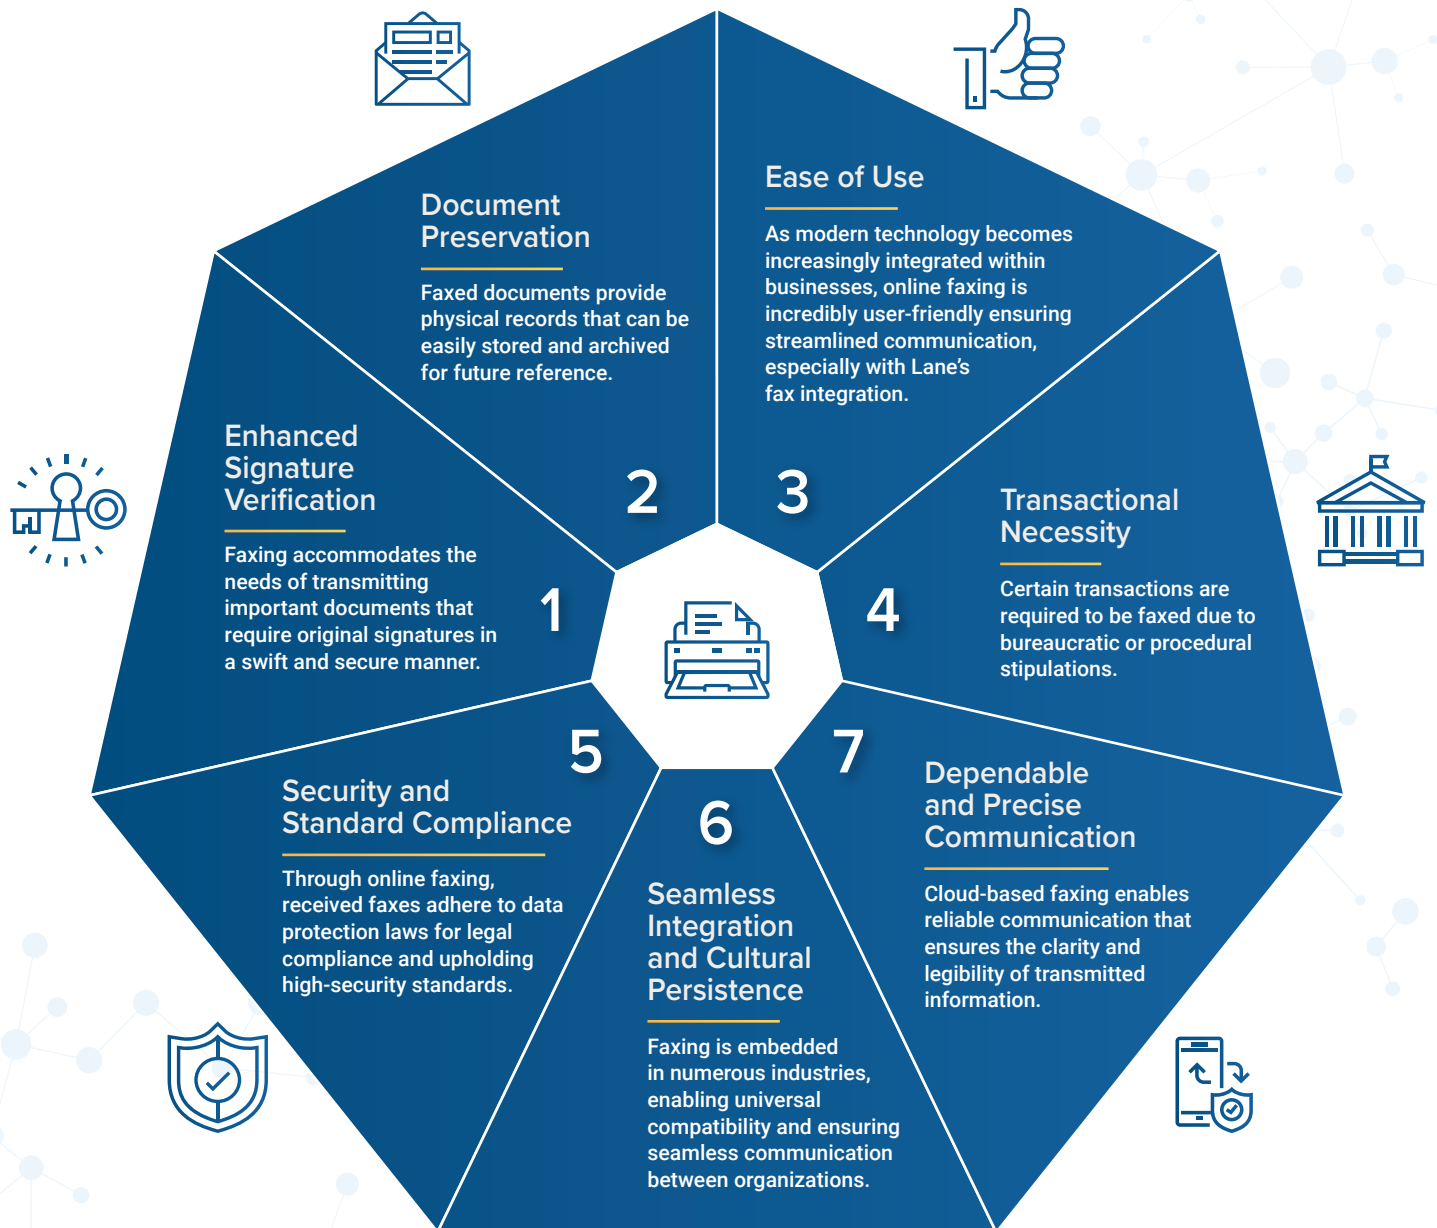 1
Enhanced
Signature
Verification
Faxing accommodates the
needs of transmitting
important documents that
require original signatures in
a swift and secure manner.
2
Document
Preservation
Faxed documents provide
physical records that can be
easily stored and archived
for future reference.
3
Ease of Use
As modern technology becomes
increasingly integrated within
businesses, online faxing is
incredibly user-friendly ensuring
streamlined communication,
especially with Lane's
fax integration.
4
Transactional
Necessity
Certain transactions are
required to be faxed due to
bureaucratic or procedural
stipulations.
5
Security and
Standard Compliance
Through online faxing,
received faxes adhere to data
protection laws for legal
compliance and upholding
high-security standards.
6
Seamless
Integration
and Cultural
Persistence
Faxing is embedded
in numerous industries,
enabling universal
compatibility and ensuring
seamless communication
between organizations.
7
Dependable
and Precise
Communication
Cloud-based faxing enables
reliable communication that
ensures the clarity and
legibility of transmitted
information.